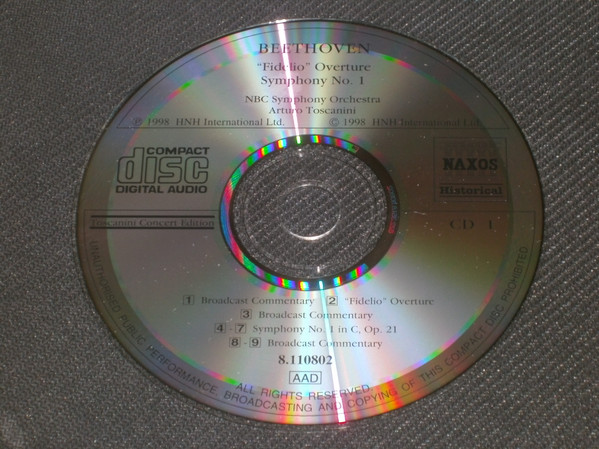 BEETHOVEN
"Fidelio" Overture
Symphony No. 1
NBC Symphony Orchestra
Arturo Toscanini
℗ 1998 HNH International Ltd. © 1998 HNH International Ltd.
COMPACT
disc
DIGITAL AUDIO
NAXOS
Historical
Toscanini Concert Edition
CD 1
1 Broadcast Commentary 2 "Fidelio" Overture
3 Broadcast Commentary
4 - 7 Symphony No. 1 in C, Op. 21
8 - 9 Broadcast Commentary
8.110802
AAD
ALL RIGHTS RESERVED.
UNAUTHORISED PUBLIC PERFORMANCE, BROADCASTING AND COPYING OF THIS COMPACT DISC PROHIBITED